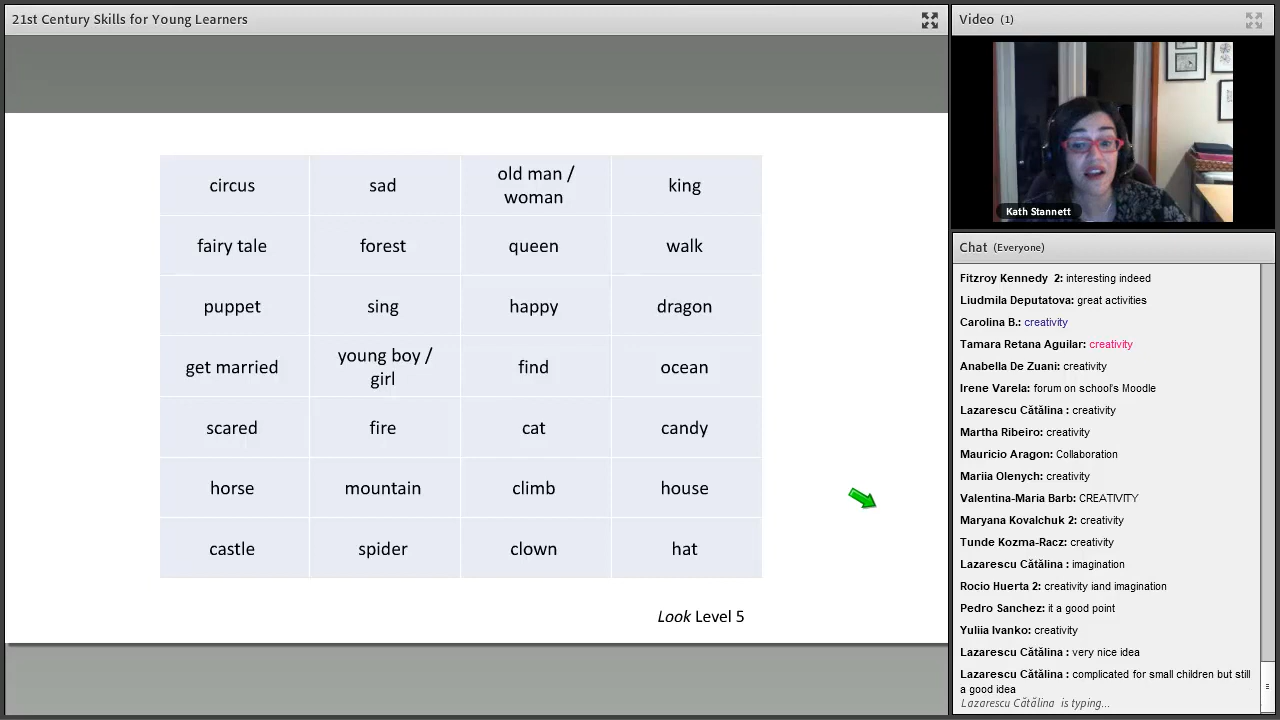 21st Century Skills for Young Learners
circus sad old man / woman king
fairy tale forest queen walk
puppet sing happy dragon
get married young boy / girl find ocean
scared fire cat candy
horse mountain climb house
castle spider clown hat
Look Level 5
Video (1)
Kath Stannett
Chat (Everyone)
Fitzroy Kennedy 2: interesting indeed
Liudmila Deputatova: great activities
Carolina B.: creativity
Tamara Retana Aguilar: creativity
Anabella De Zuani: creativity
Irene Varela: forum on school's Moodle
Lazarescu Cătălina : creativity
Martha Ribeiro: creativity
Mauricio Aragon: Collaboration
Mariia Olenych: creativity
Valentina-Maria Barb: CREATIVITY
Maryana Kovalchuk 2: creativity
Tunde Kozma-Racz: creativity
Lazarescu Cătălina : imagination
Rocio Huerta 2: creativity iand imagination
Pedro Sanchez: it a good point
Yuliia Ivanko: creativity
Lazarescu Cătălina : very nice idea
Lazarescu Cătălina : complicated for small children but still
a good idea
Lazarescu Cătălina is typing...